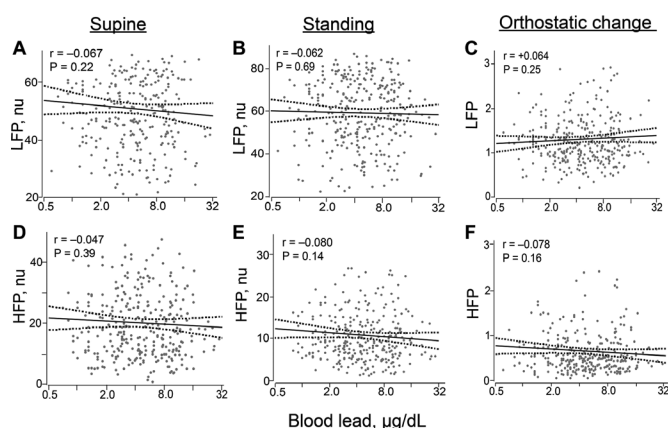 Supine
Standing
Orthostatic change
A
r = –0.067
P = 0.22
LFP, nu
60
40
20
0.5
2.0
8.0
32
B
r = –0.062
P = 0.69
LFP, nu
80
60
40
20
0.5
2.0
8.0
32
C
r = +0.064
P = 0.25
LFP
3
2
1
0
0.5
2.0
8.0
32
D
r = –0.047
P = 0.39
HFP, nu
40
20
0
0.5
2.0
8.0
32
E
r = –0.080
P = 0.14
HFP, nu
30
20
10
0
0.5
2.0
8.0
32
F
r = –0.078
P = 0.16
HFP
3
2
1
0
0.5
2.0
8.0
32
Blood lead, µg/dL